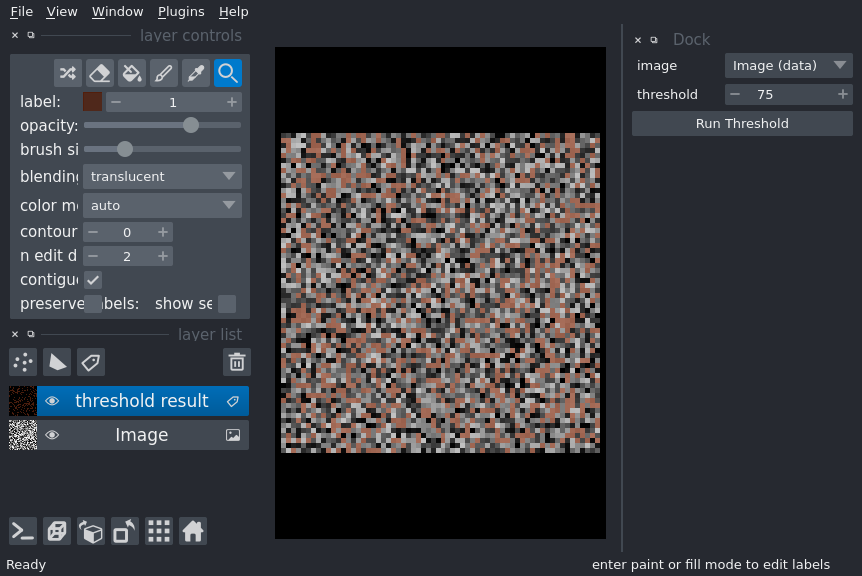 File View Window Plugins Help
layer controls
label: 1
opacity:
brush si
blending translucent
color m auto
contour 0
n edit d 2
contigu
preserve abels: show se
layer list
threshold result
Image
Ready
Dock
image Image (data)
threshold 75
Run Threshold
enter paint or fill mode to edit labels